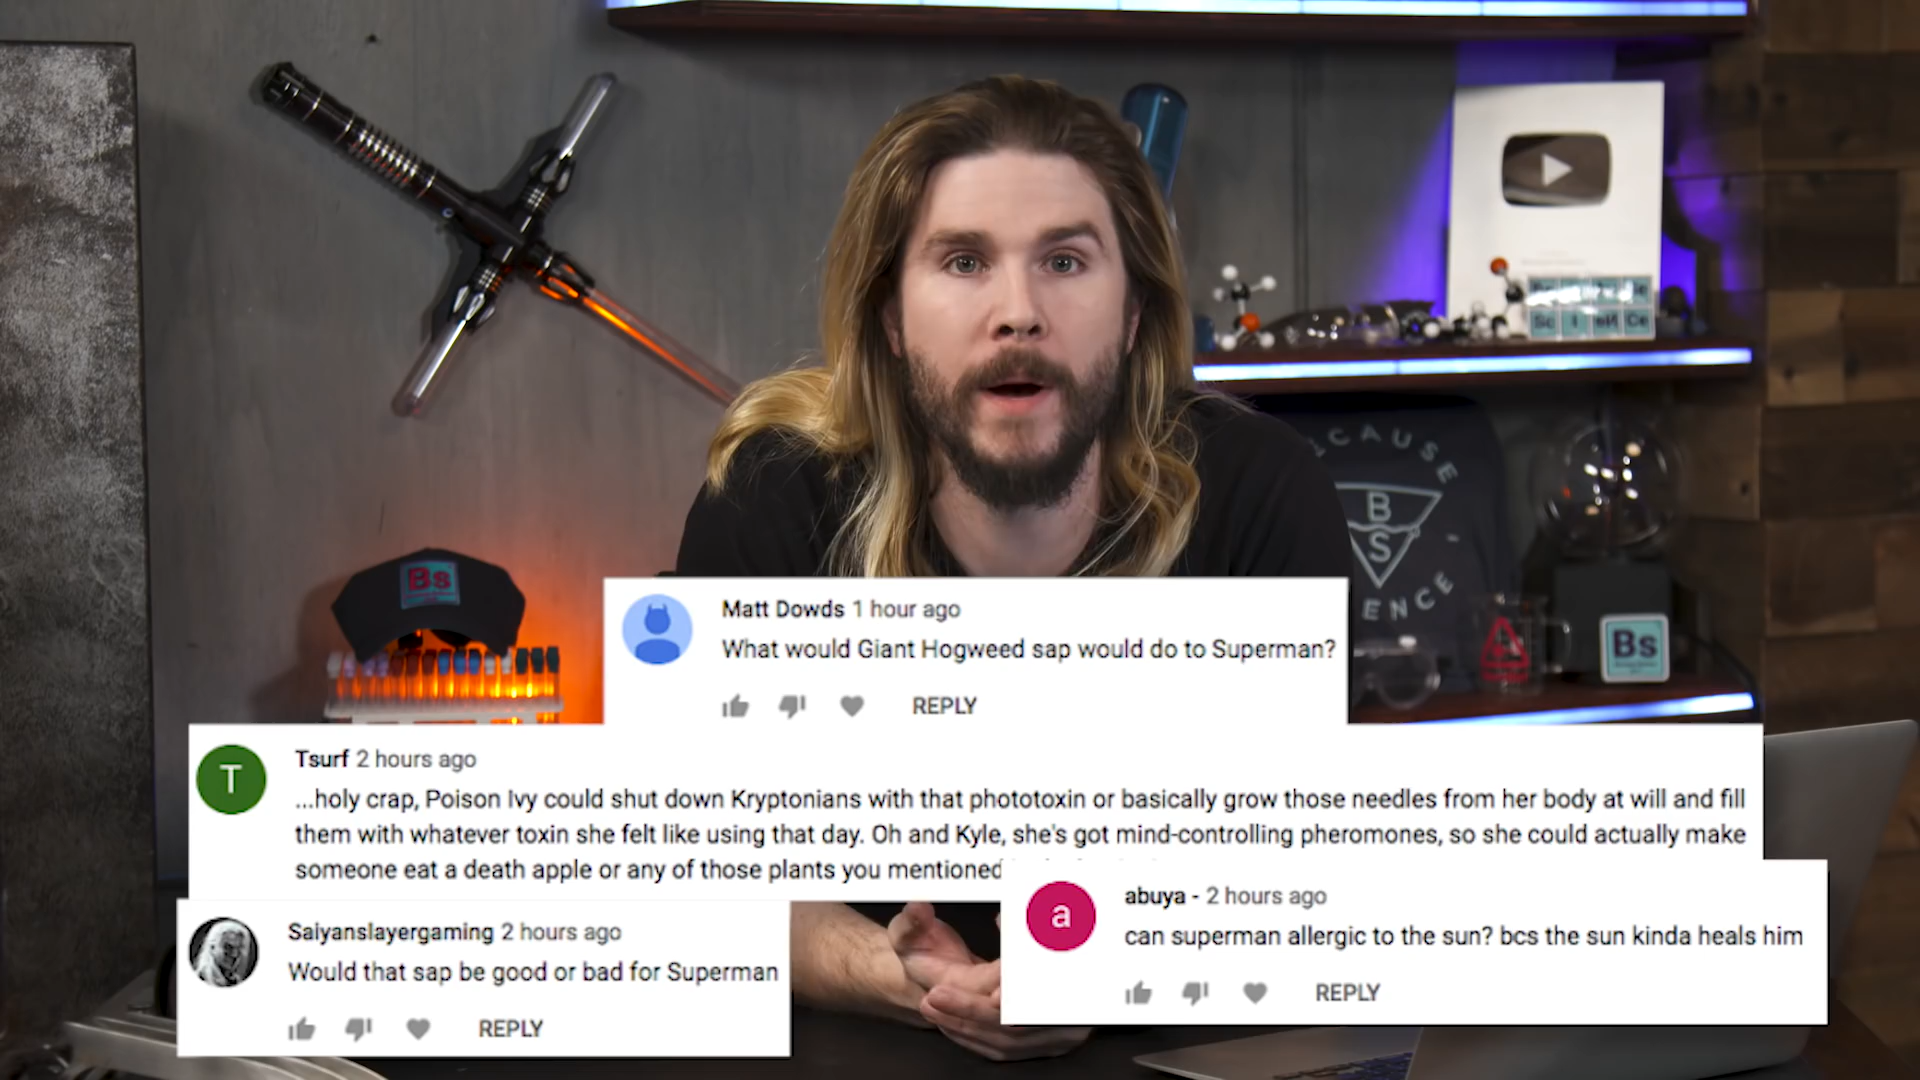 Bs
BECAUSE
B
S
ENCE
Bs
Matt Dowds 1 hour ago
What would Giant Hogweed sap would do to Superman?
REPLY
T
Tsurf 2 hours ago
...holy crap, Poison Ivy could shut down Kryptonians with that phototoxin or basically grow those needles from her body at will and fill
them with whatever toxin she felt like using that day. Oh and Kyle, she's got mind-controlling pheromones, so she could actually make
someone eat a death apple or any of those plants you mentioned
Saiyanslayergaming 2 hours ago
Would that sap be good or bad for Superman
REPLY
a
abuya - 2 hours ago
can superman allergic to the sun? bcs the sun kinda heals him
REPLY